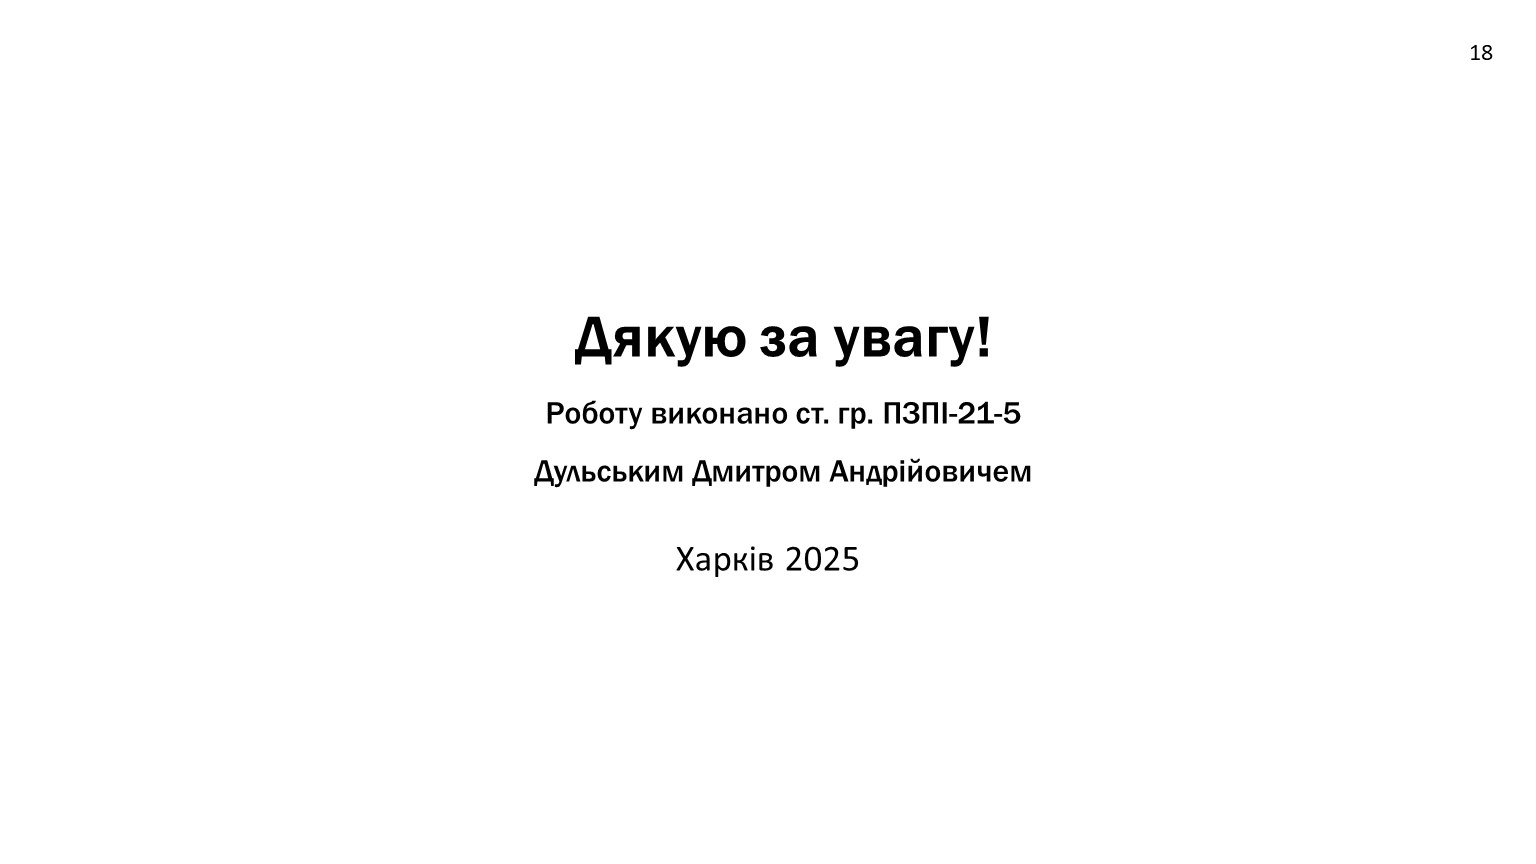 18
Дякую за увагу!
Роботу виконано ст. гр. ПЗПІ-21-5
Дульським Дмитром Андрійовичем
Харків 2025